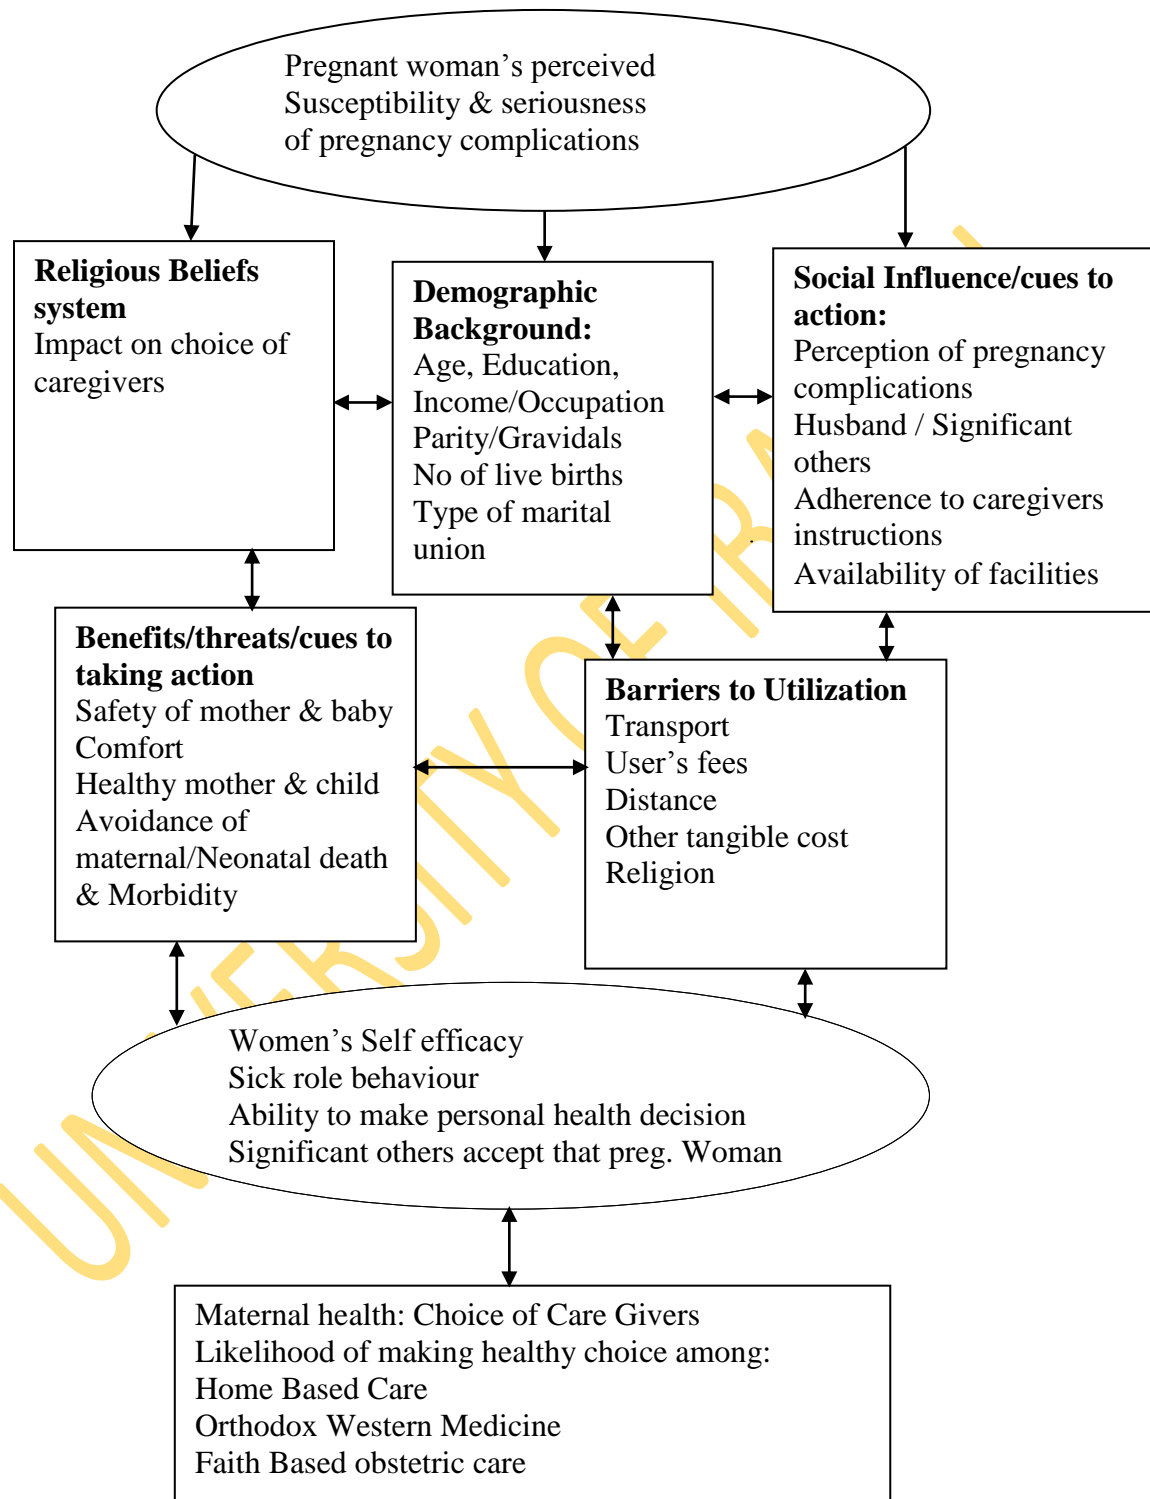 Pregnant woman’s perceived
Susceptibility & seriousness
of pregnancy complications
Religious Beliefs
system
Impact on choice of
caregivers
Demographic
Background:
Age, Education,
Income/Occupation
Parity/Gravidals
No of live births
Type of marital
union
Social Influence/cues to
action:
Perception of pregnancy
complications
Husband / Significant
others
Adherence to caregivers
instructions
Availability of facilities
Benefits/threats/cues to
taking action
Safety of mother & baby
Comfort
Healthy mother & child
Avoidance of
maternal/Neonatal death
& Morbidity
Barriers to Utilization
Transport
User’s fees
Distance
Other tangible cost
Religion
Women’s Self efficacy
Sick role behaviour
Ability to make personal health decision
Significant others accept that preg. Woman
Maternal health: Choice of Care Givers
Likelihood of making healthy choice among:
Home Based Care
Orthodox Western Medicine
Faith Based obstetric care
UNIVERSITY OF